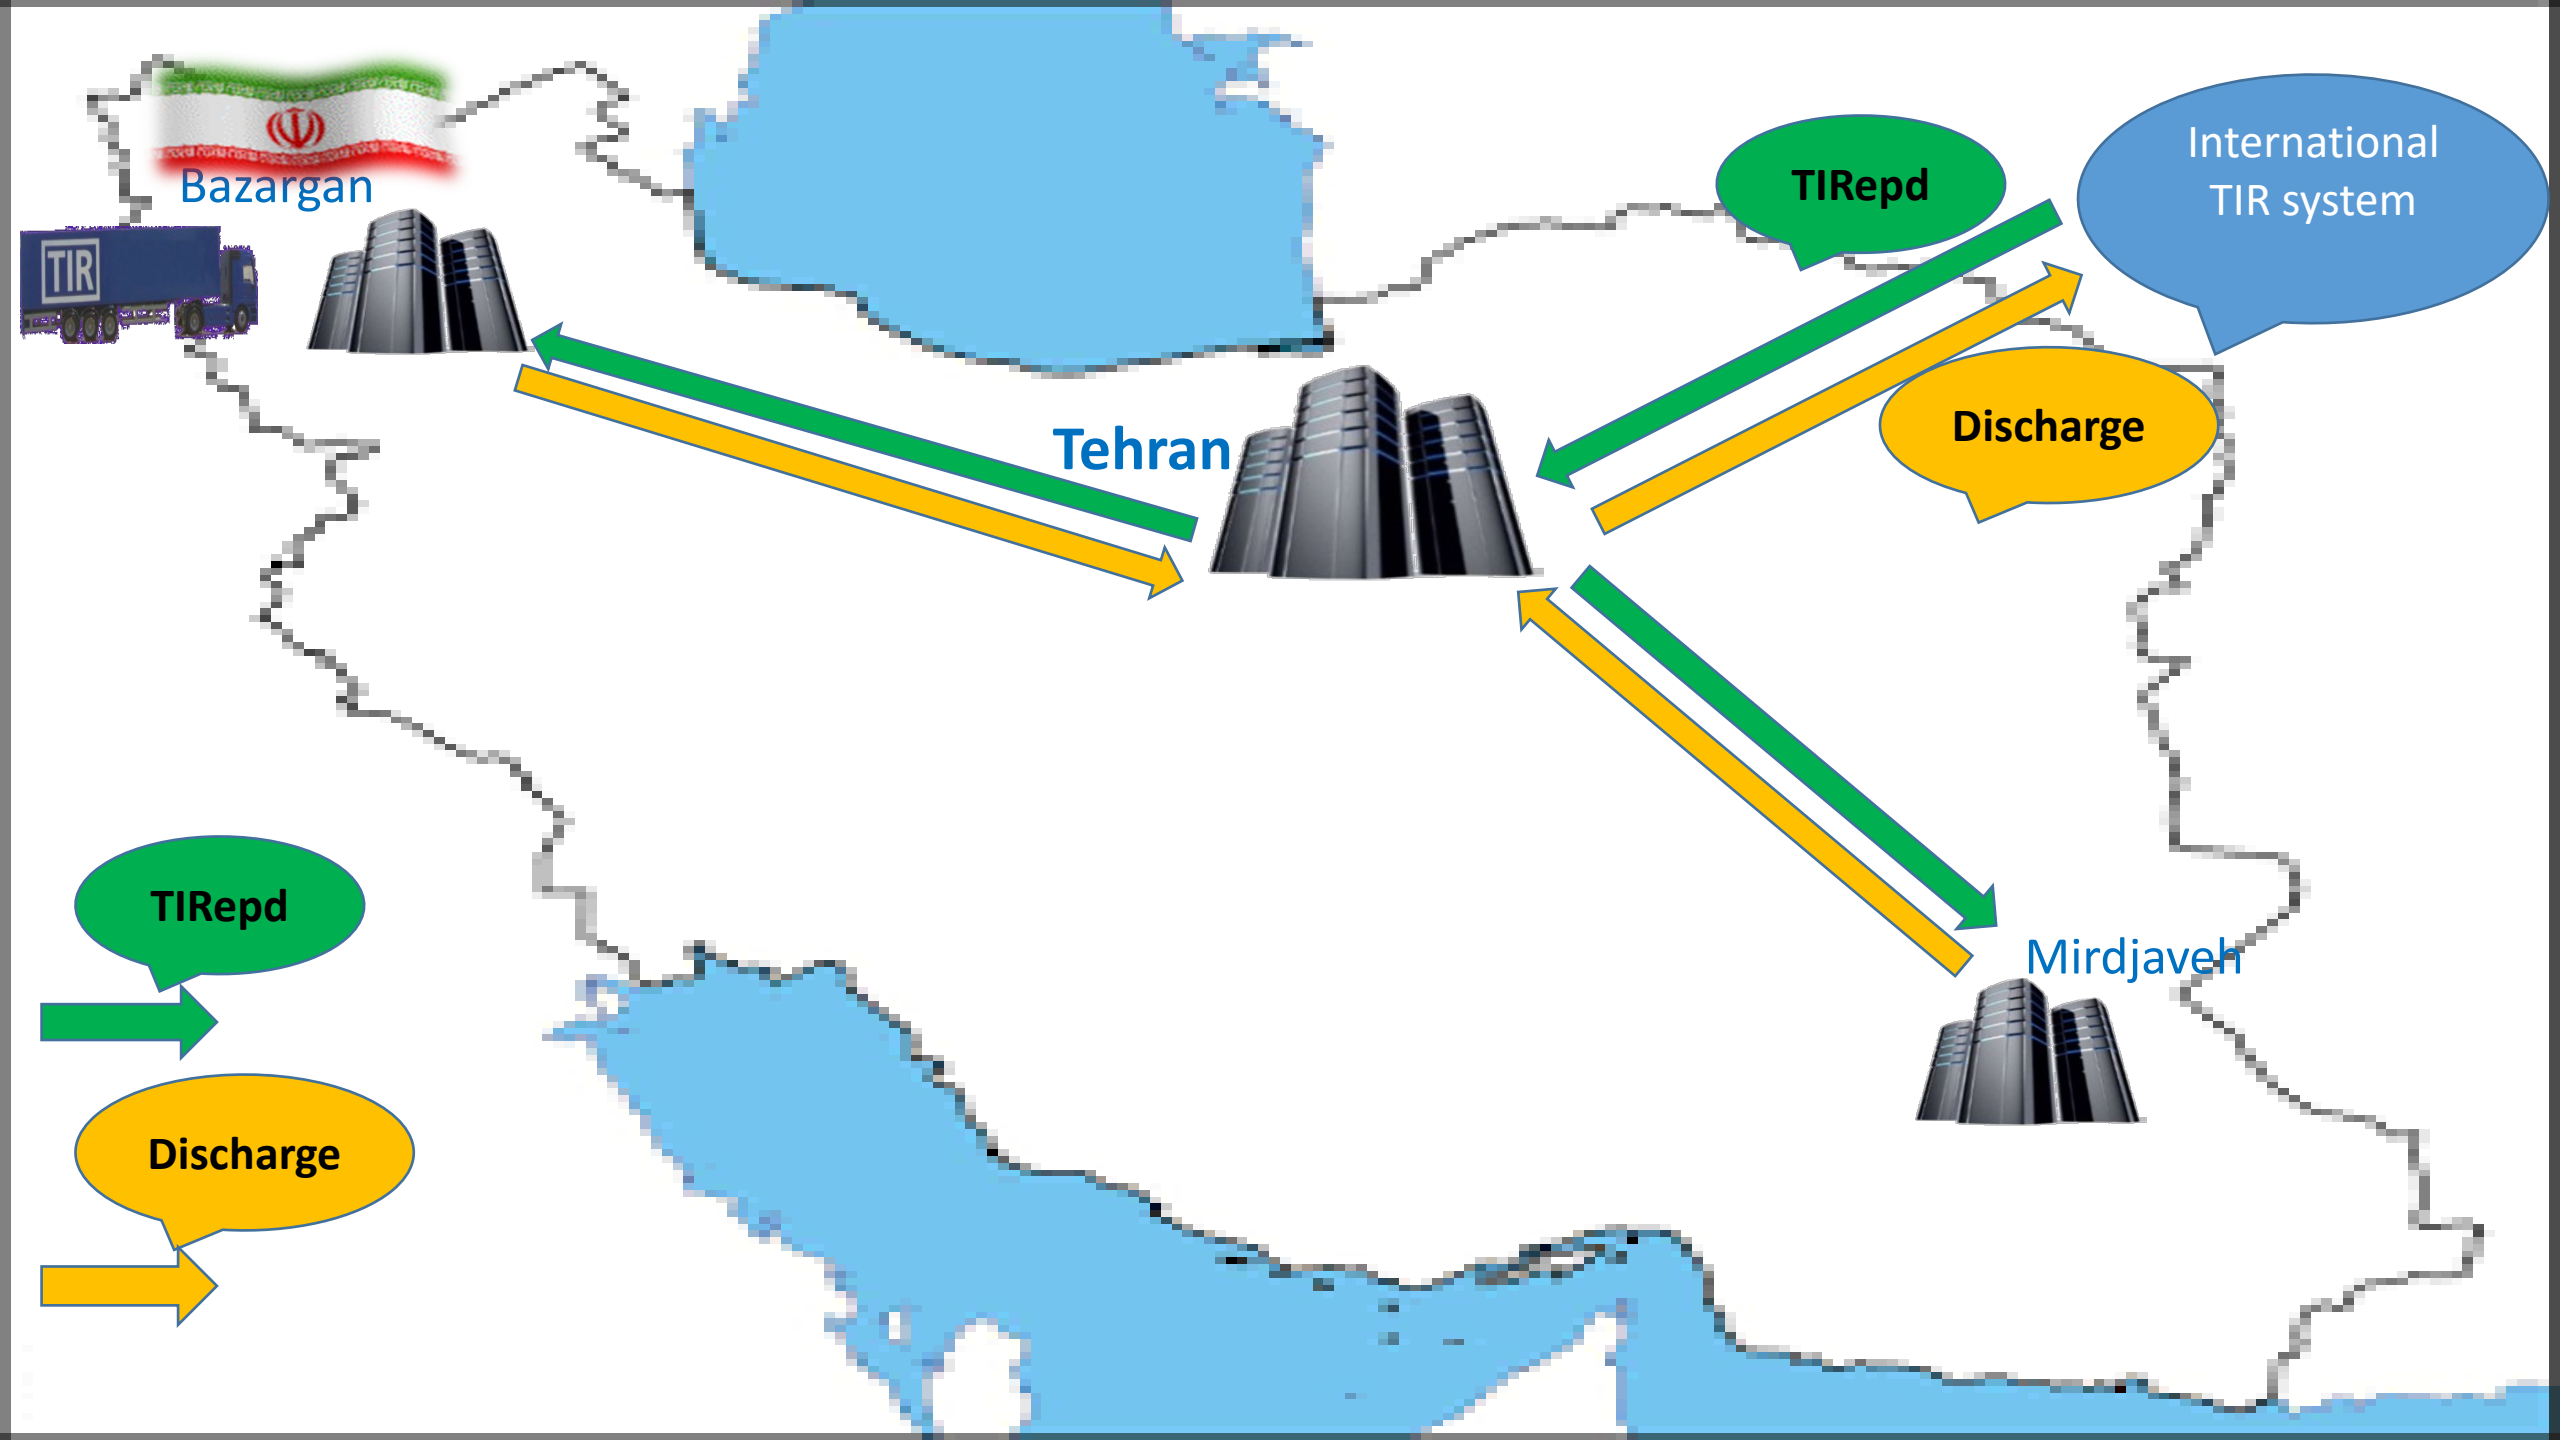 Bazargan
TIR
TIRepd
International
TIR system
Tehran
Discharge
Mirdjaveh
TIRepd
Discharge